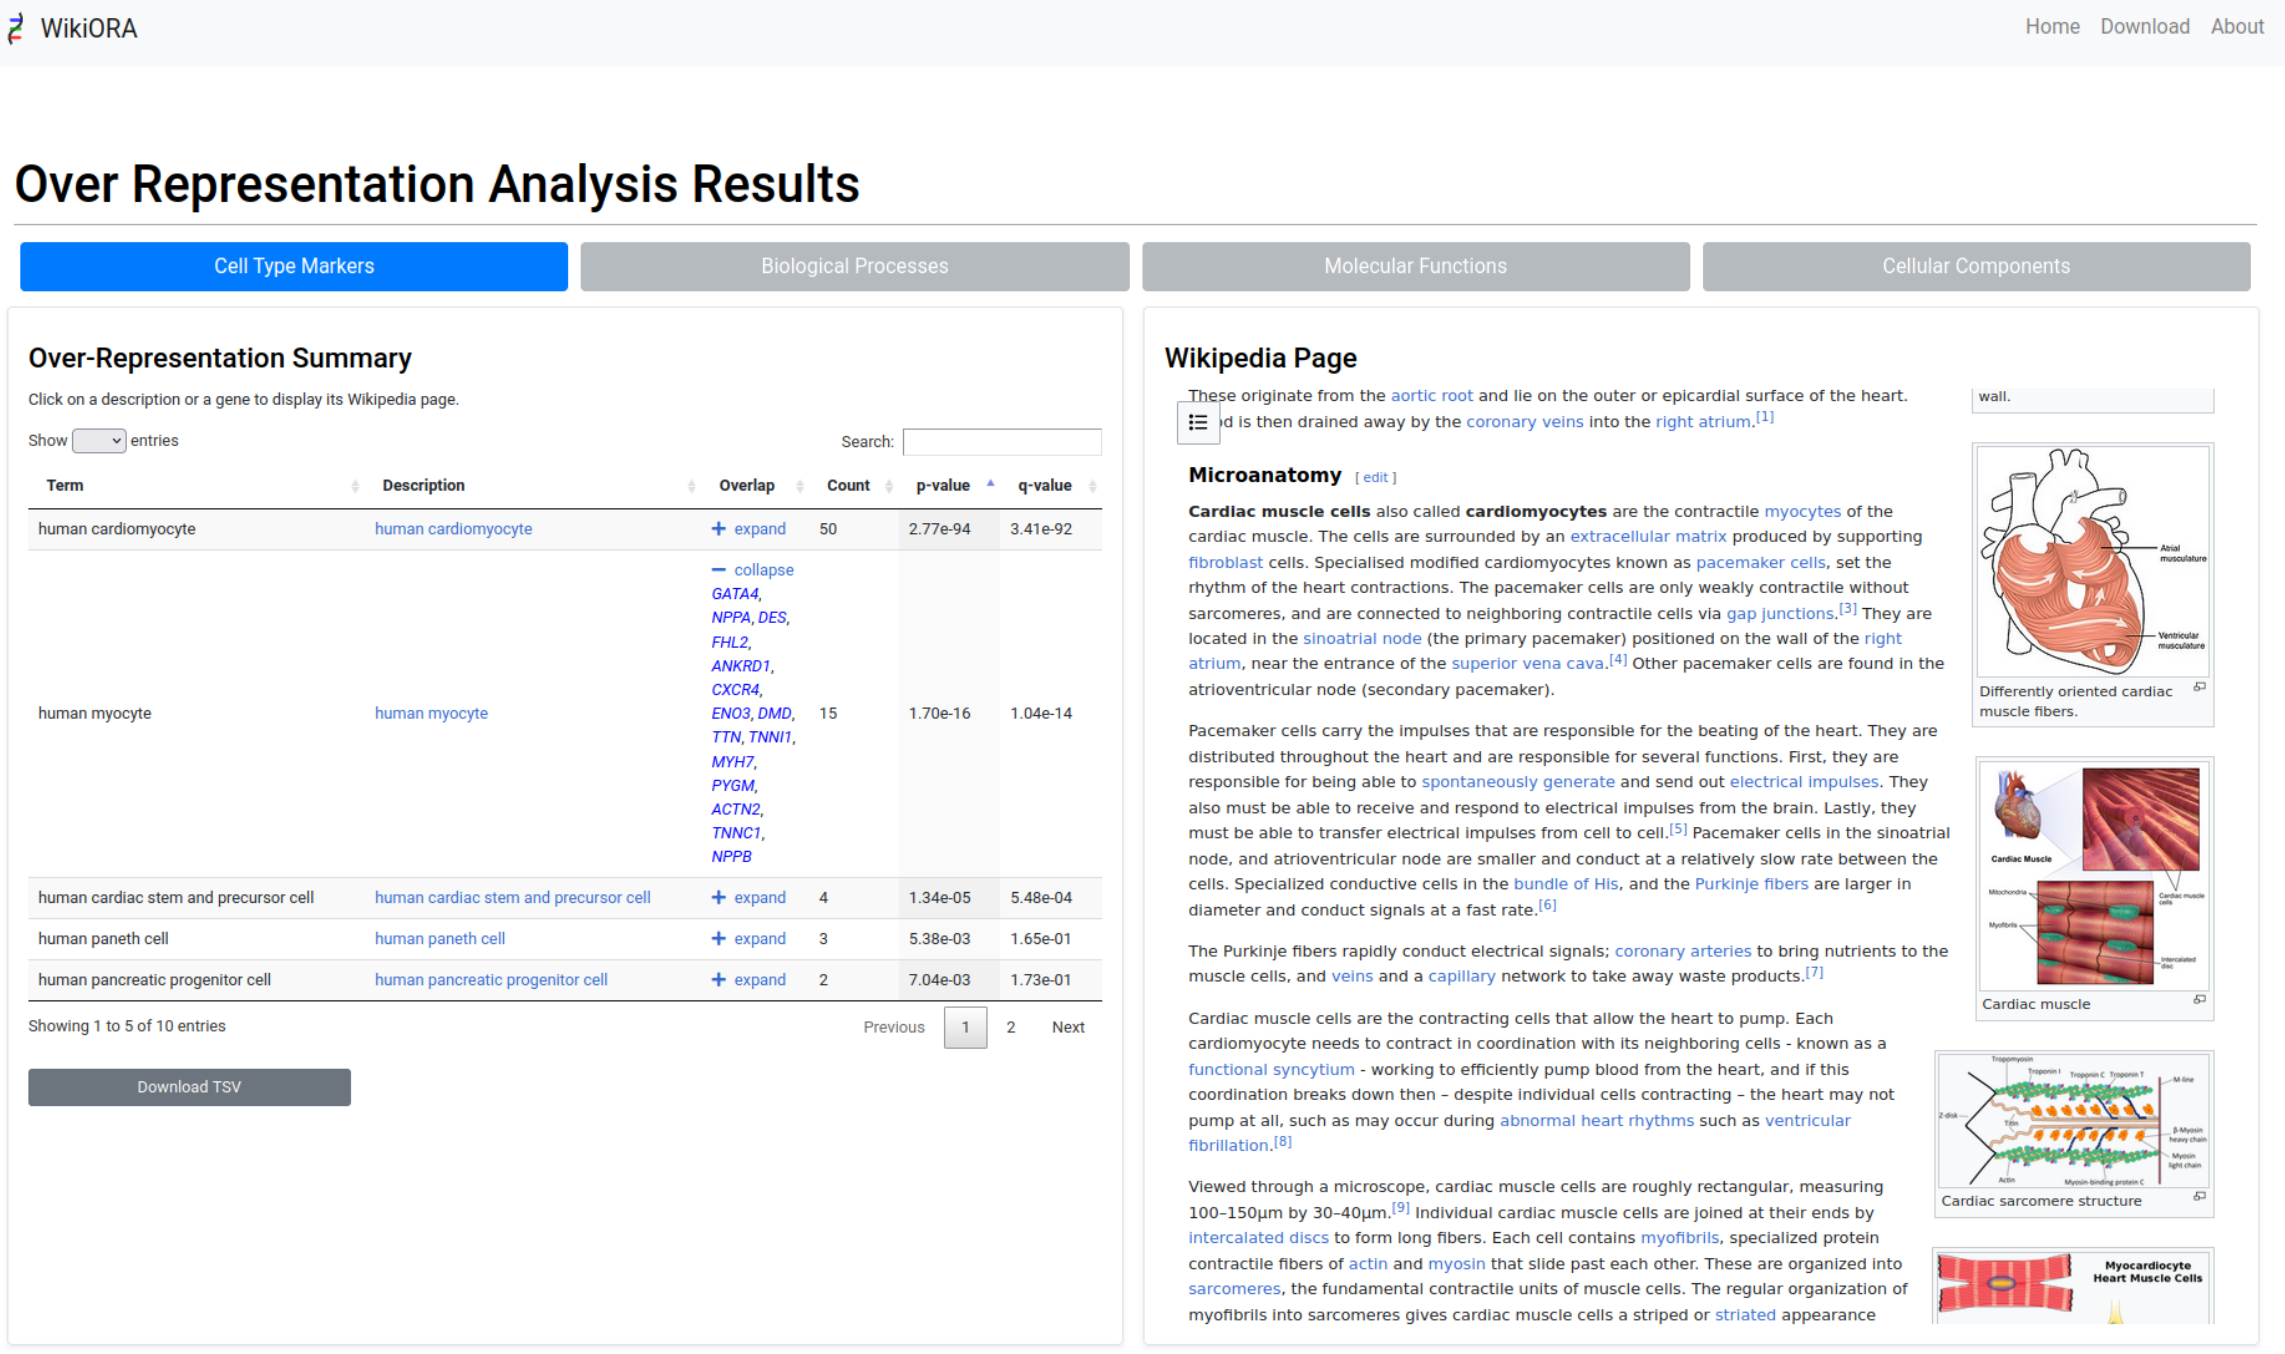 WikiORA
Home Download About
Over Representation Analysis Results
Cell Type Markers
Biological Processes
Molecular Functions
Cellular Components
Over-Representation Summary
Click on a description or a gene to display its Wikipedia page.
Show entries
Search:
Term Description Overlap Count p-value q-value
human cardiomyocyte human cardiomyocyte + expand 50 2.77e-94 3.41e-92
human myocyte human myocyte − collapse
GATA4,
NPPA, DES,
FHL2,
ANKRD1,
CXCR4,
ENO3, DMD,
TTN, TNNI1,
MYH7,
PYGM,
ACTN2,
TNNC1,
NPPB
15 1.70e-16 1.04e-14
human cardiac stem and precursor cell human cardiac stem and precursor cell + expand 4 1.34e-05 5.48e-04
human paneth cell human paneth cell + expand 3 5.38e-03 1.65e-01
human pancreatic progenitor cell human pancreatic progenitor cell + expand 2 7.04e-03 1.73e-01
Showing 1 to 5 of 10 entries
Previous 1 2 Next
Download TSV
Wikipedia Page
These originate from the aortic root and lie on the outer or epicardial surface of the heart.
d is then drained away by the coronary veins into the right atrium.[1]
Microanatomy [ edit ]
Cardiac muscle cells also called cardiomyocytes are the contractile myocytes of the
cardiac muscle. The cells are surrounded by an extracellular matrix produced by supporting
fibroblast cells. Specialised modified cardiomyocytes known as pacemaker cells, set the
rhythm of the heart contractions. The pacemaker cells are only weakly contractile without
sarcomeres, and are connected to neighboring contractile cells via gap junctions.[3] They are
located in the sinoatrial node (the primary pacemaker) positioned on the wall of the right
atrium, near the entrance of the superior vena cava.[4] Other pacemaker cells are found in the
atrioventricular node (secondary pacemaker).
Pacemaker cells carry the impulses that are responsible for the beating of the heart. They are
distributed throughout the heart and are responsible for several functions. First, they are
responsible for being able to spontaneously generate and send out electrical impulses. They
also must be able to receive and respond to electrical impulses from the brain. Lastly, they
must be able to transfer electrical impulses from cell to cell.[5] Pacemaker cells in the sinoatrial
node, and atrioventricular node are smaller and conduct at a relatively slow rate between the
cells. Specialized conductive cells in the bundle of His, and the Purkinje fibers are larger in
diameter and conduct signals at a fast rate.[6]
The Purkinje fibers rapidly conduct electrical signals; coronary arteries to bring nutrients to the
muscle cells, and veins and a capillary network to take away waste products.[7]
Cardiac muscle cells are the contracting cells that allow the heart to pump. Each
cardiomyocyte needs to contract in coordination with its neighboring cells - known as a
functional syncytium - working to efficiently pump blood from the heart, and if this
coordination breaks down then – despite individual cells contracting – the heart may not
pump at all, such as may occur during abnormal heart rhythms such as ventricular
fibrillation.[8]
Viewed through a microscope, cardiac muscle cells are roughly rectangular, measuring
100–150μm by 30–40μm.[9] Individual cardiac muscle cells are joined at their ends by
intercalated discs to form long fibers. Each cell contains myofibrils, specialized protein
contractile fibers of actin and myosin that slide past each other. These are organized into
sarcomeres, the fundamental contractile units of muscle cells. The regular organization of
myofibrils into sarcomeres gives cardiac muscle cells a striped or striated appearance
wall.
Atrial
musculature
Ventricular
musculature
Differently oriented cardiac
muscle fibers.
Cardiac Muscle
Mitochondria
Cardiac muscle
cells
Myofibrils
Intercalated
disc
Cardiac muscle
Tropomyosin
Troponin I Troponin C Troponin T
M-line
Z-disk
Titin
β-Myosin
heavy chain
Myosin
light chain
Actin
Myosin-binding protein C
Cardiac sarcomere structure
Myocardiocyte
Heart Muscle Cells